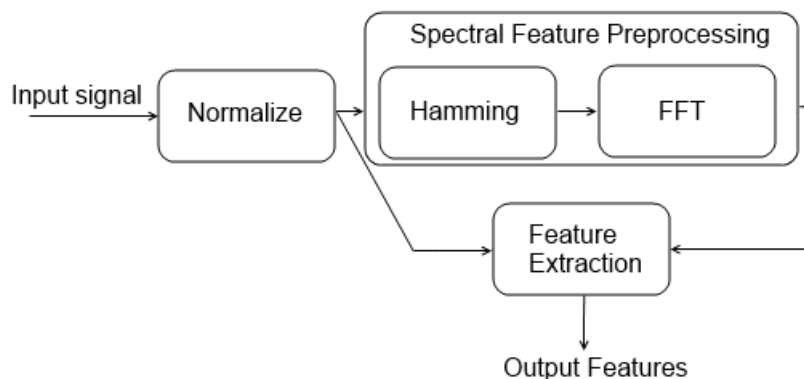 Spectral Feature Preprocessing
Input signal
Normalize
Hamming
FFT
Feature
Extraction
Output Features